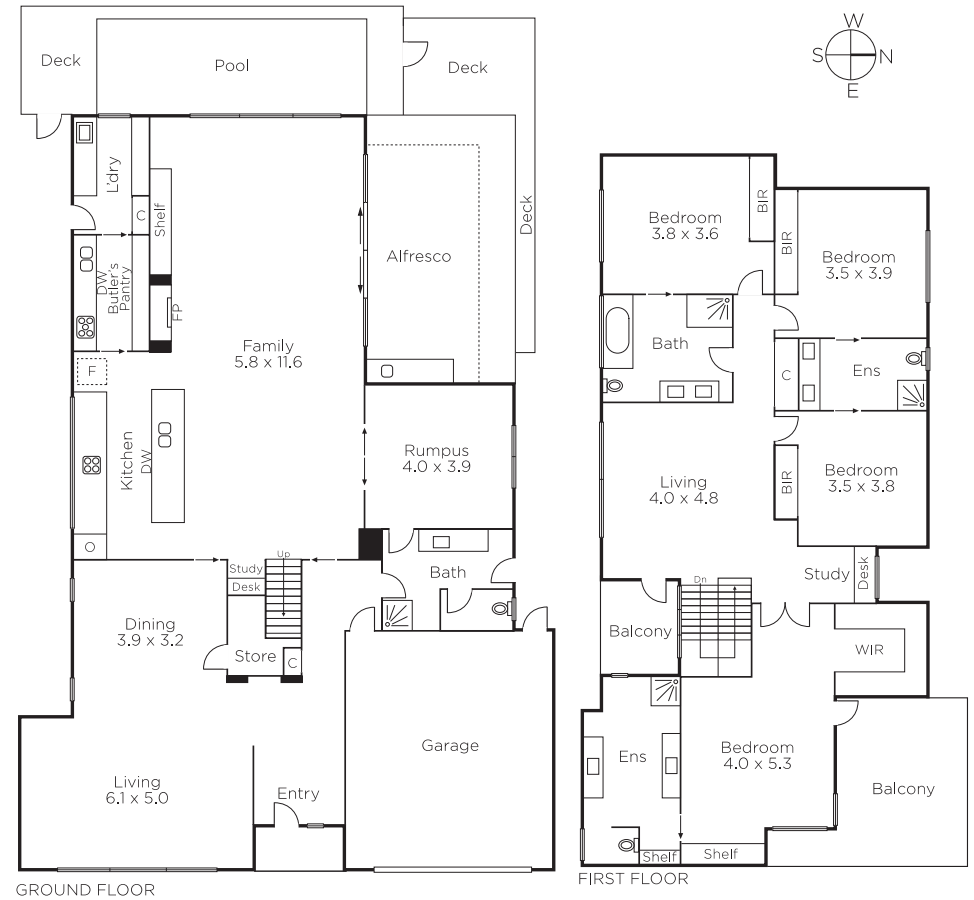 W
S
N
E
Deck
Pool
Deck
L'dry
C
Shelf
Deck
Alfresco
DW
Butler's
Pantry
FP
Family
5.8 x 11.6
F
Kitchen
DW
O
Rumpus
4.0 x 3.9
Up
Study
Desk
Bath
Dining
3.9 x 3.2
Store
C
Garage
Living
6.1 x 5.0
Entry
GROUND FLOOR
Bedroom
3.8 x 3.6
BIR
BIR
Bedroom
3.5 x 3.9
Bath
C
Ens
Living
4.0 x 4.8
BIR
Bedroom
3.5 x 3.8
Study
Desk
Dn
Balcony
WIR
Ens
Bedroom
4.0 x 5.3
Balcony
Shelf
Shelf
FIRST FLOOR